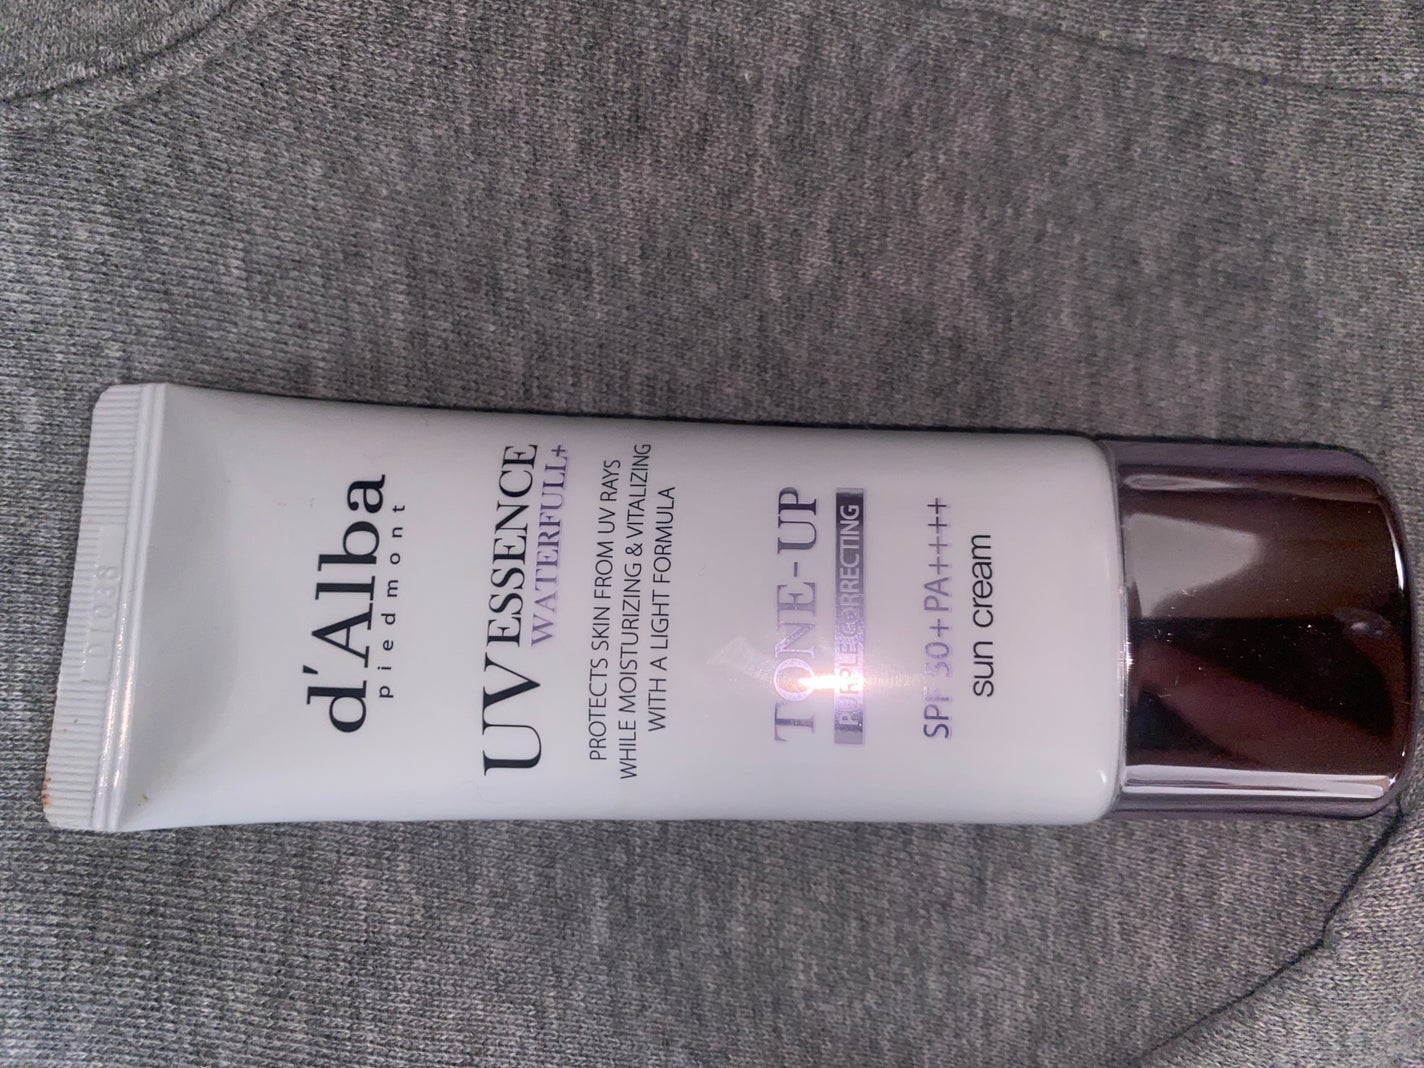 d'Alba
piedmont
UV ESSENCE
WATERFULL+
PROTECTS SKIN FROM UV RAYS
WHILE MOISTURIZING & VITALIZING
WITH A LIGHT FORMULA
TONE-UP
PURPLE CORRECTING
SPF 50+PA++++
sun cream